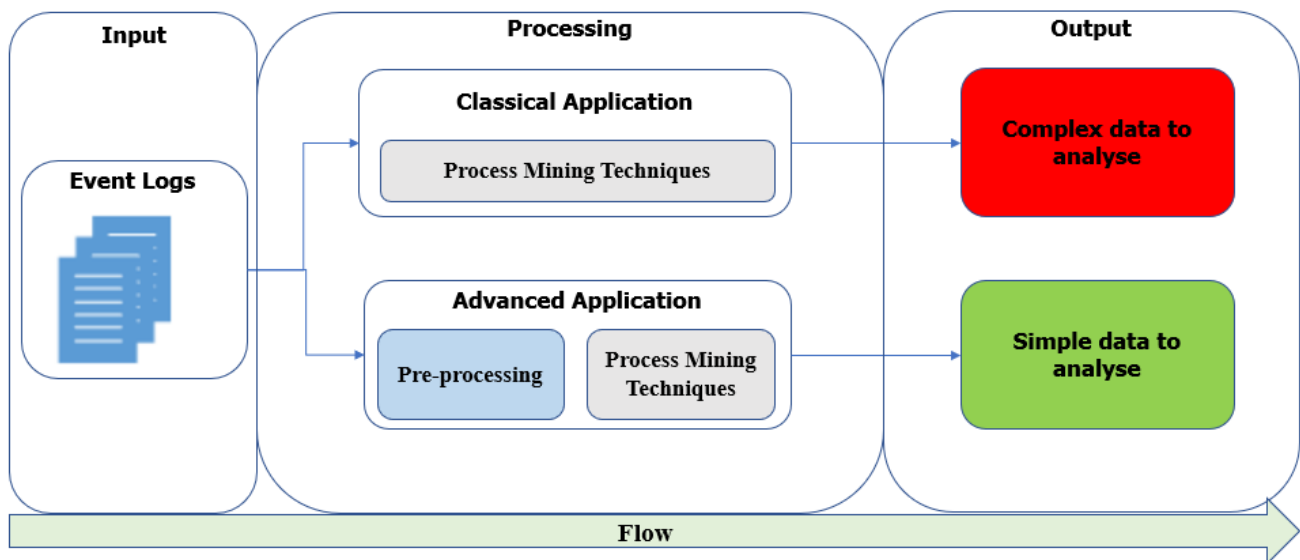 Input
Processing
Output
Event Logs
Classical Application
Process Mining Techniques
Complex data to
analyse
Advanced Application
Pre-processing
Process Mining
Techniques
Simple data to
analyse
Flow